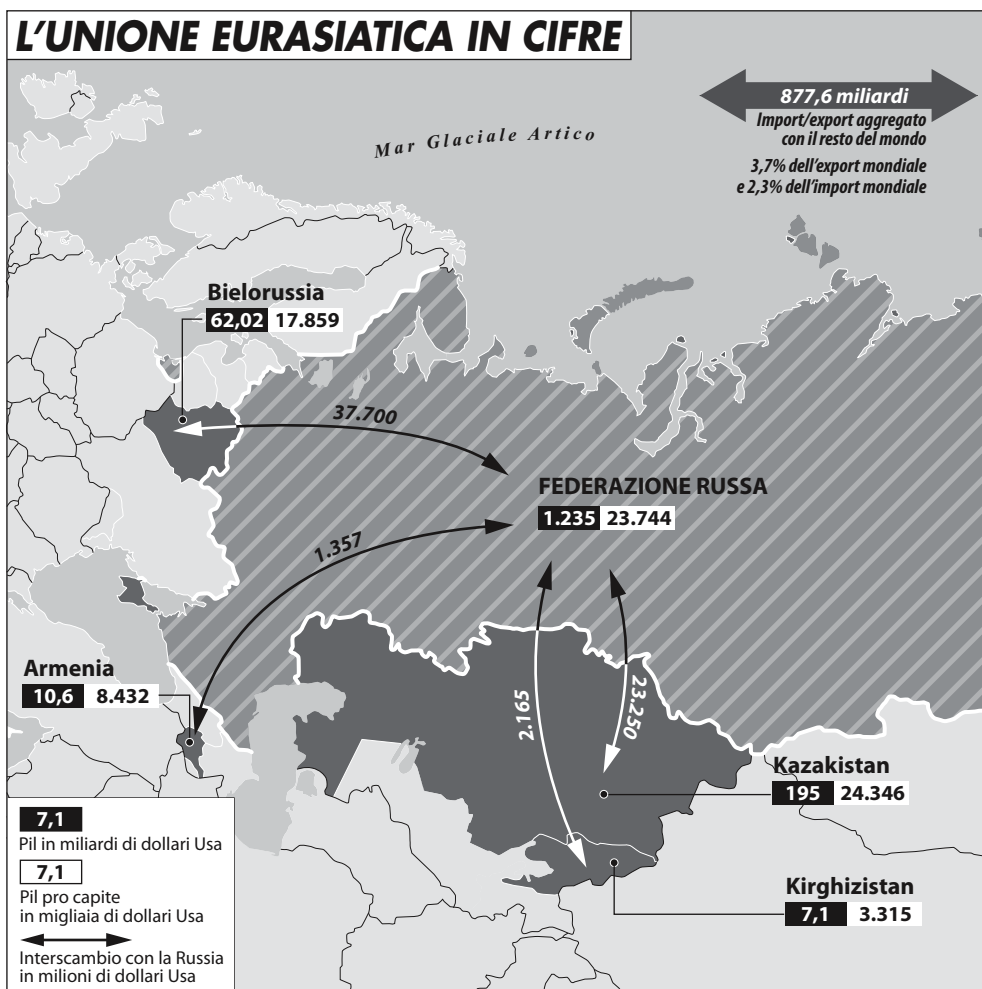 L'UNIONE EURASIATICA IN CIFRE
877,6 miliardi
Import/export aggregato
con il resto del mondo
3,7% dell'export mondiale
e 2,3% dell'import mondiale
Mar Glaciale Artico
Bielorussia
62,02 17.859
37.700
FEDERAZIONE RUSSA
1.235 23.744
1.357
Armenia
10,6 8.432
2.165
23.250
Kazakistan
195 24.346
Kirghizistan
7,1 3.315
7,1
Pil in miliardi di dollari Usa
7,1
Pil pro capite
in migliaia di dollari Usa
Interscambio con la Russia
in milioni di dollari Usa